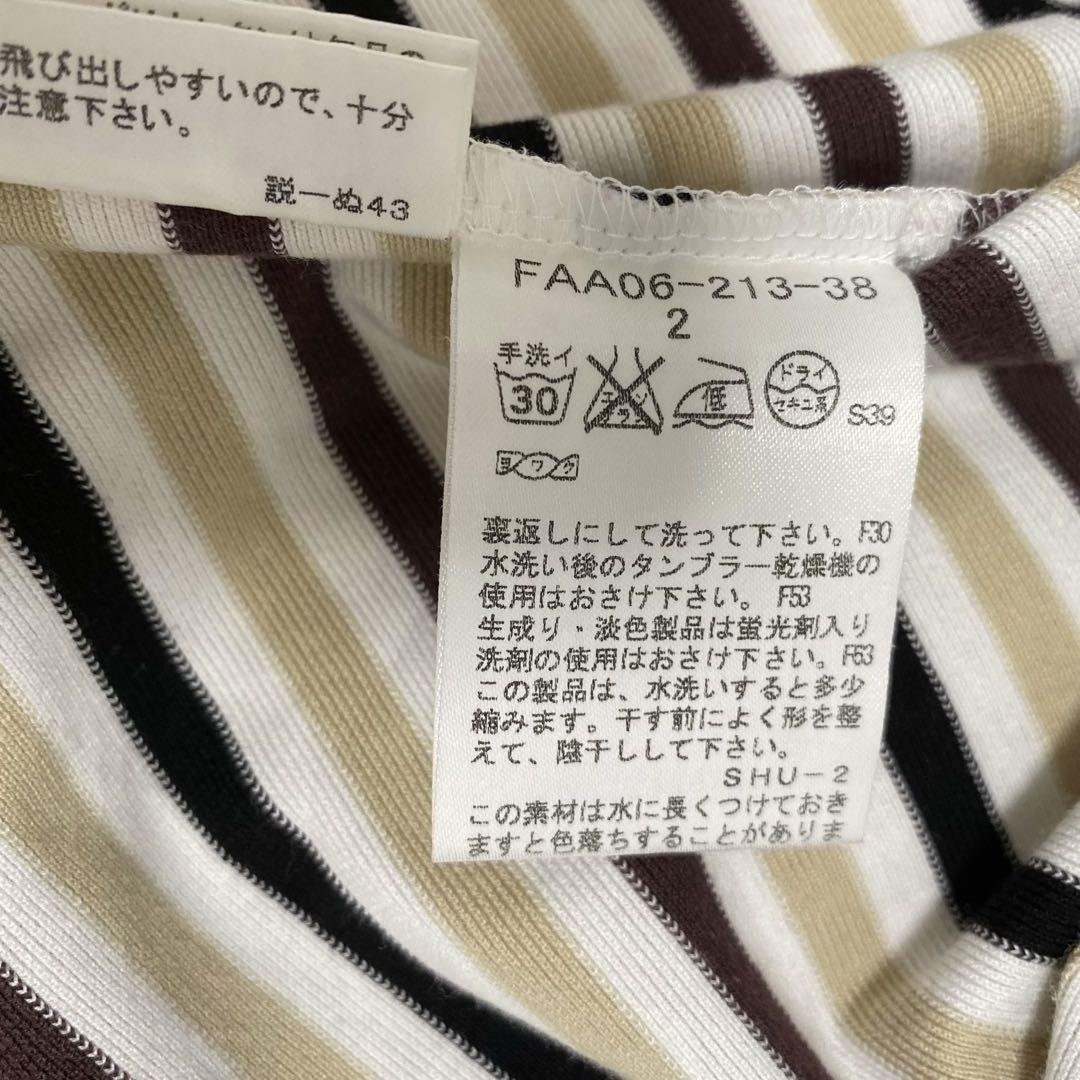 飛び出しやすいので、十分
注意下さい。
説一ぬ43
FAA06-213-38
2
手洗イ
30
エンソ
低
ドライ
セキユ系
S39
ヨワク
裏返しにして洗って下さい。F30
水洗い後のタンブラー乾燥機の
使用はおさけ下さい。F53
生成り・淡色製品は蛍光剤入り
洗剤の使用はおさけ下さい。F63
この製品は、水洗いすると多少
縮みます。干す前によく形を整
えて、陰干しして下さい。
SHU-2
この素材は水に長くつけておき
ますと色落ちすることがありま